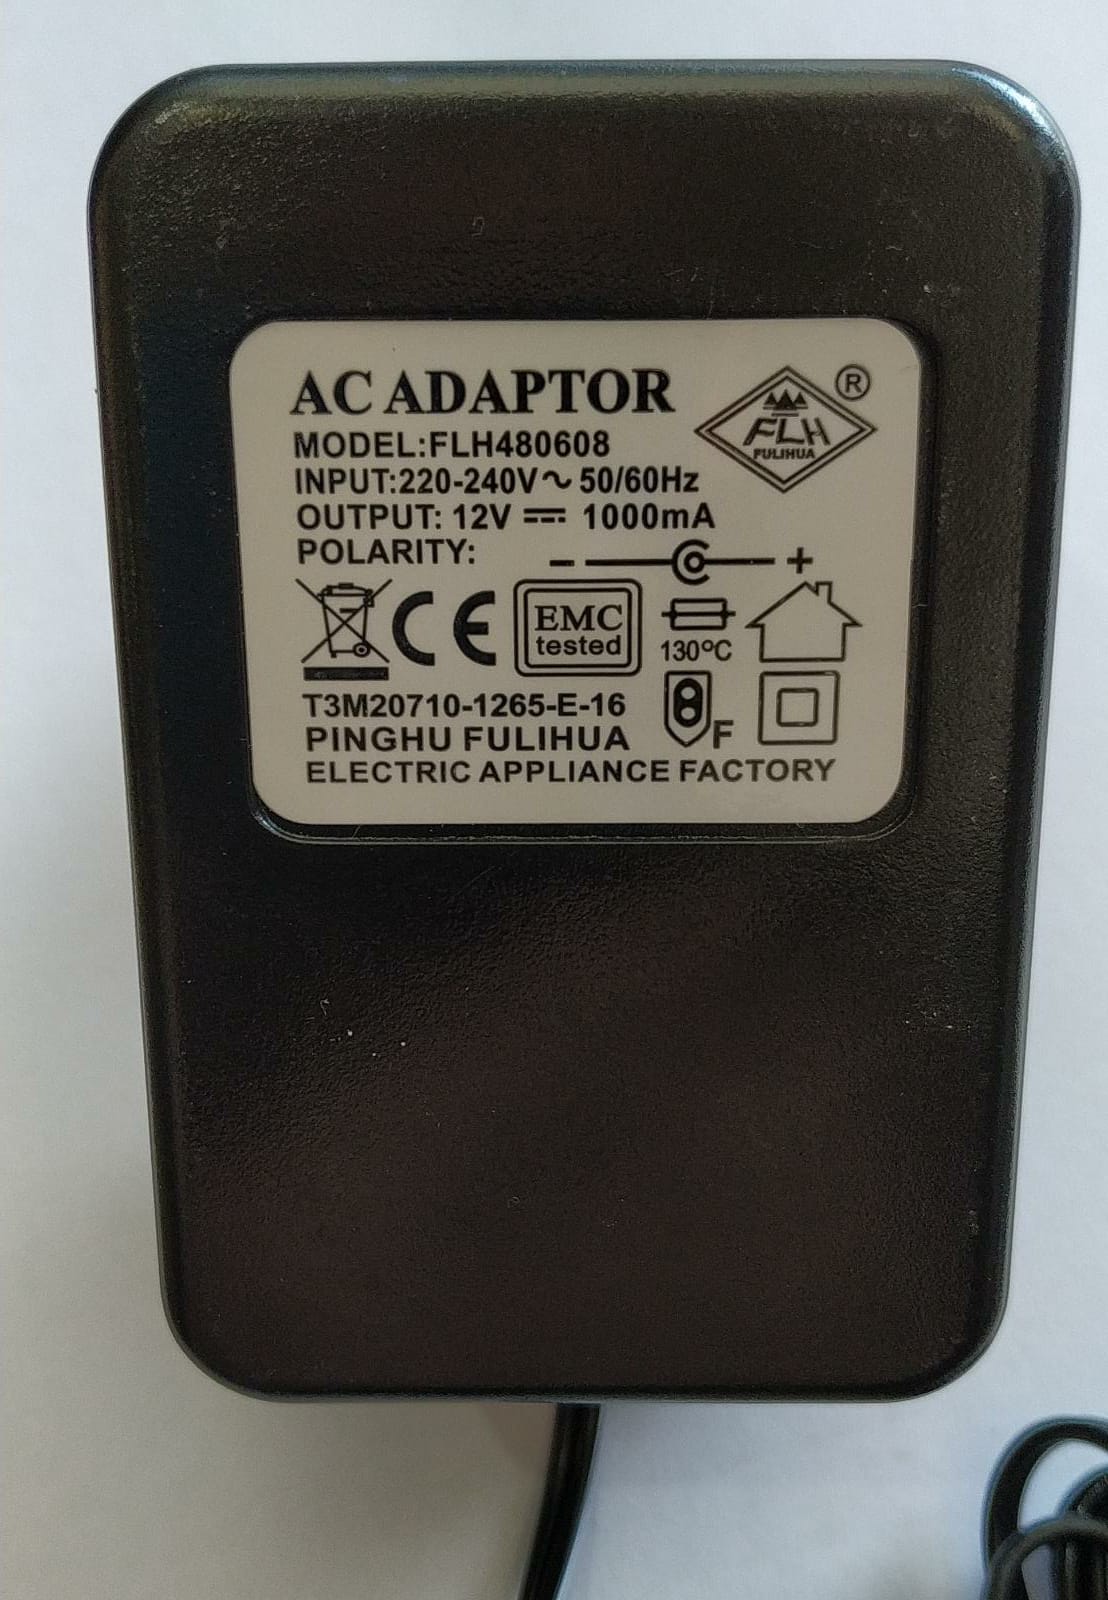 AC ADAPTOR
®
FLH
FULIHUA
MODEL:FLH480608
INPUT:220-240V~ 50/60Hz
OUTPUT: 12V ⎓ 1000mA
POLARITY: - +
CE
EMC
tested
130°C
T3M20710-1265-E-16
F
PINGHU FULIHUA
ELECTRIC APPLIANCE FACTORY